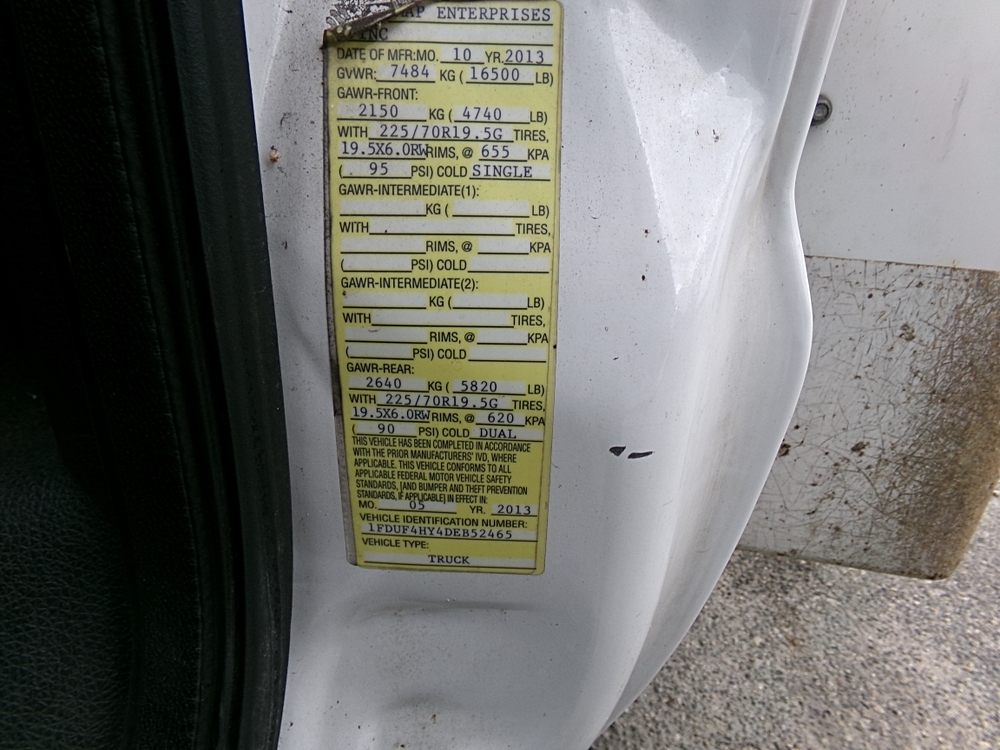 ENTERPRISES
INC
DATE OF MFR:MO. 10 YR. 2013
GVWR: 7484 KG ( 16500 LB)
GAWR-FRONT:
2150 KG ( 4740 LB)
WITH 225/70R19.5G TIRES,
19.5X6.0RW RIMS, @ 655 KPA
( 95 PSI) COLD SINGLE
GAWR-INTERMEDIATE(1):
KG ( LB)
WITH TIRES,
RIMS, @ KPA
( PSI) COLD
GAWR-INTERMEDIATE(2):
KG ( LB)
WITH TIRES,
RIMS, @ KPA
( PSI) COLD
GAWR-REAR:
2640 KG ( 5820 LB)
WITH 225/70R19.5G TIRES,
19.5X6.0RW RIMS, @ 620 KPA
( 90 PSI) COLD DUAL
THIS VEHICLE HAS BEEN COMPLETED IN ACCORDANCE
WITH THE PRIOR MANUFACTURERS' IVD, WHERE
APPLICABLE. THIS VEHICLE CONFORMS TO ALL
APPLICABLE FEDERAL MOTOR VEHICLE SAFETY
STANDARDS, [AND BUMPER AND THEFT PREVENTION
STANDARDS, IF APPLICABLE] IN EFFECT IN:
MO. 05 YR. 2013
VEHICLE IDENTIFICATION NUMBER:
1FDUF4HY4DEB52465
VEHICLE TYPE:
TRUCK